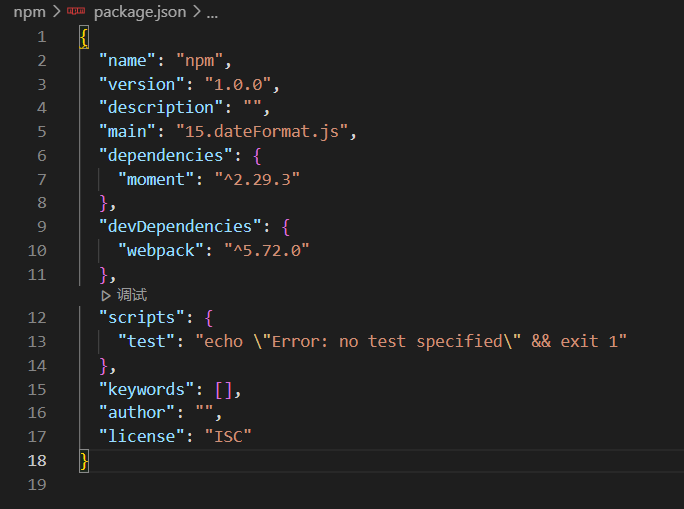 npm > package.json > ...
1 {
2 "name": "npm",
3 "version": "1.0.0",
4 "description": "",
5 "main": "15.dateFormat.js",
6 "dependencies": {
7 "moment": "^2.29.3"
8 },
9 "devDependencies": {
10 "webpack": "^5.72.0"
11 },
调试
12 "scripts": {
13 "test": "echo \"Error: no test specified\" && exit 1"
14 },
15 "keywords": [],
16 "author": "",
17 "license": "ISC"
18 }
19